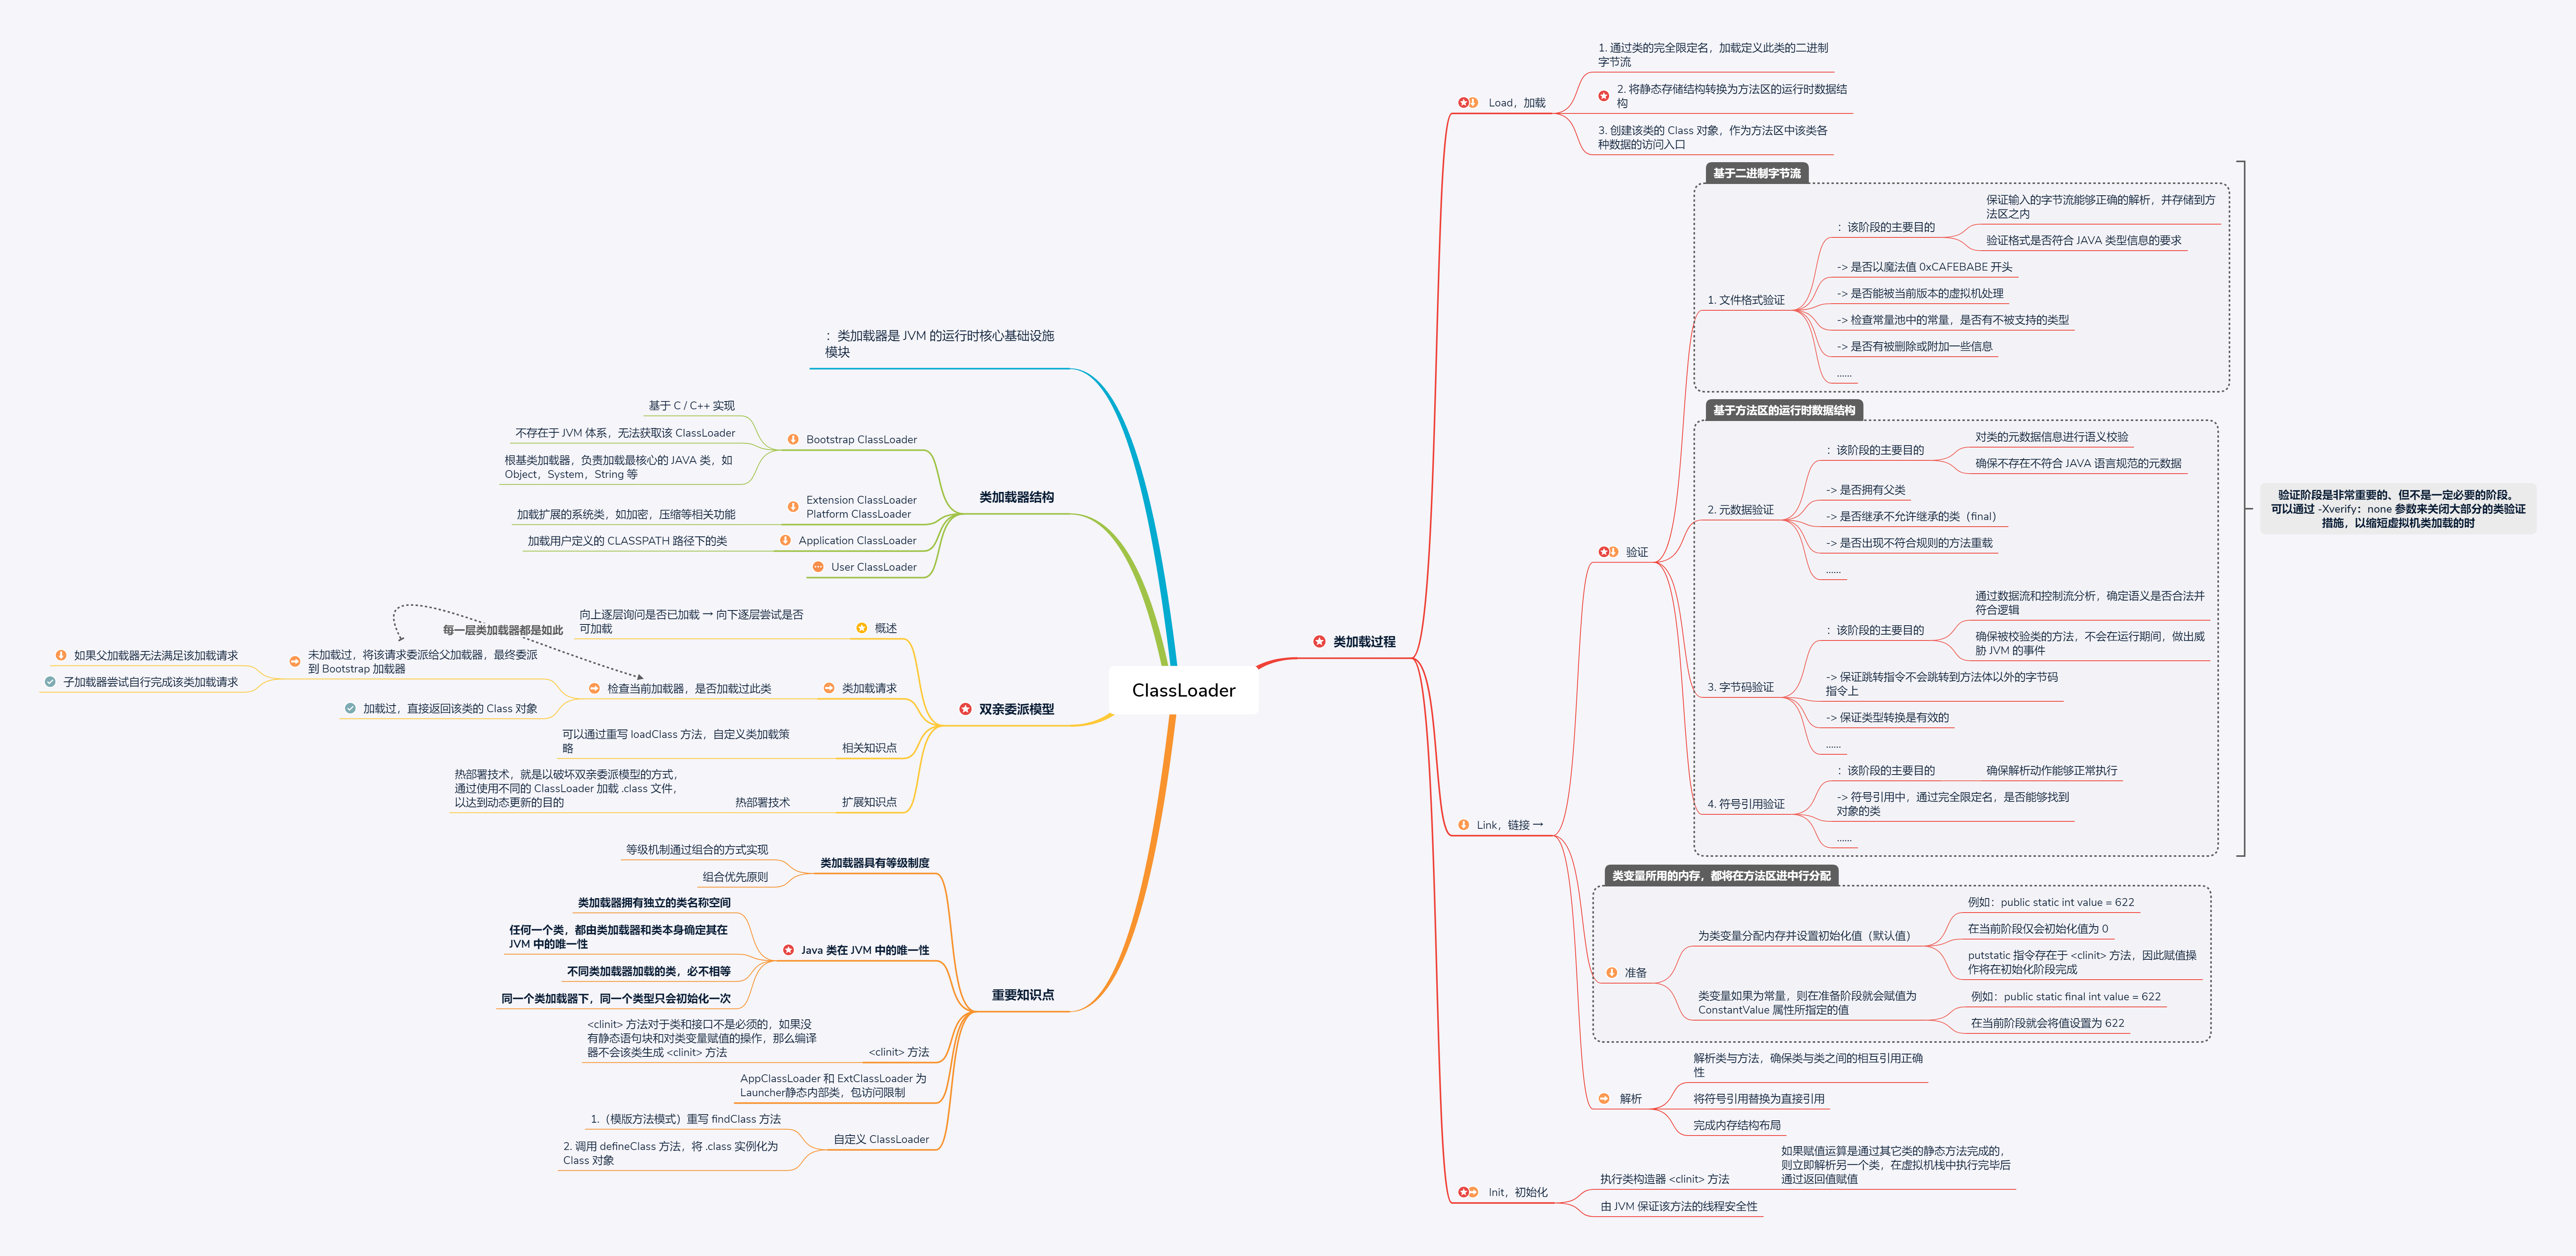 ClassLoader
：类加载器是 JVM 的运行时核心基础设施
模块
类加载器结构
Bootstrap ClassLoader
基于 C / C++ 实现
不存在于 JVM 体系，无法获取该 ClassLoader
根基类加载器，负责加载最核心的 JAVA 类，如
Object，System，String 等
Extension ClassLoader
Platform ClassLoader
加载扩展的系统类，如加密，压缩等相关功能
Application ClassLoader
加载用户定义的 CLASSPATH 路径下的类
User ClassLoader
双亲委派模型
概述
向上逐层询问是否已加载 → 向下逐层尝试是否
可加载
类加载请求
检查当前加载器，是否加载过此类
每一层类加载器都是如此
未加载过，将该请求委派给父加载器，最终委派
到 Bootstrap 加载器
如果父加载器无法满足该加载请求
子加载器尝试自行完成该类加载请求
加载过，直接返回该类的 Class 对象
相关知识点
可以通过重写 loadClass 方法，自定义类加载策
略
扩展知识点
热部署技术
热部署技术，就是以破坏双亲委派模型的方式，
通过使用不同的 ClassLoader 加载 .class 文件，
以达到动态更新的目的
重要知识点
类加载器具有等级制度
等级机制通过组合的方式实现
组合优先原则
Java 类在 JVM 中的唯一性
类加载器拥有独立的类名称空间
任何一个类，都由类加载器和类本身确定其在
JVM 中的唯一性
不同类加载器加载的类，必不相等
同一个类加载器下，同一个类型只会初始化一次
<clinit> 方法
<clinit> 方法对于类和接口不是必须的，如果没
有静态语句块和对类变量赋值的操作，那么编译
器不会该类生成 <clinit> 方法
AppClassLoader 和 ExtClassLoader 为
Launcher静态内部类，包访问限制
自定义 ClassLoader
1.（模版方法模式）重写 findClass 方法
2. 调用 defineClass 方法，将 .class 实例化为
Class 对象
类加载过程
Load，加载
1. 通过类的完全限定名，加载定义此类的二进制
字节流
2. 将静态存储结构转换为方法区的运行时数据结
构
3. 创建该类的 Class 对象，作为方法区中该类各
种数据的访问入口
Link，链接 →
验证
基于二进制字节流
1. 文件格式验证
：该阶段的主要目的
保证输入的字节流能够正确的解析，并存储到方
法区之内
验证格式是否符合 JAVA 类型信息的要求
-> 是否以魔法值 0xCAFEBABE 开头
-> 是否能被当前版本的虚拟机处理
-> 检查常量池中的常量，是否有不被支持的类型
-> 是否有被删除或附加一些信息
......
基于方法区的运行时数据结构
2. 元数据验证
：该阶段的主要目的
对类的元数据信息进行语义校验
确保不存在不符合 JAVA 语言规范的元数据
-> 是否拥有父类
-> 是否继承不允许继承的类（final）
-> 是否出现不符合规则的方法重载
......
3. 字节码验证
：该阶段的主要目的
通过数据流和控制流分析，确定语义是否合法并
符合逻辑
确保被校验类的方法，不会在运行期间，做出威
胁 JVM 的事件
-> 保证跳转指令不会跳转到方法体以外的字节码
指令上
-> 保证类型转换是有效的
......
4. 符号引用验证
：该阶段的主要目的
确保解析动作能够正常执行
-> 符号引用中，通过完全限定名，是否能够找到
对象的类
......
验证阶段是非常重要的、但不是一定必要的阶段。
可以通过 -Xverify：none 参数来关闭大部分的类验证
措施，以缩短虚拟机类加载的时
类变量所用的内存，都将在方法区进中行分配
准备
为类变量分配内存并设置初始化值（默认值）
例如：public static int value = 622
在当前阶段仅会初始化值为 0
putstatic 指令存在于 <clinit> 方法，因此赋值操
作将在初始化阶段完成
类变量如果为常量，则在准备阶段就会赋值为
ConstantValue 属性所指定的值
例如：public static final int value = 622
在当前阶段就会将值设置为 622
解析
解析类与方法，确保类与类之间的相互引用正确
性
将符号引用替换为直接引用
完成内存结构布局
Init，初始化
执行类构造器 <clinit> 方法
如果赋值运算是通过其它类的静态方法完成的，
则立即解析另一个类，在虚拟机栈中执行完毕后
通过返回值赋值
由 JVM 保证该方法的线程安全性